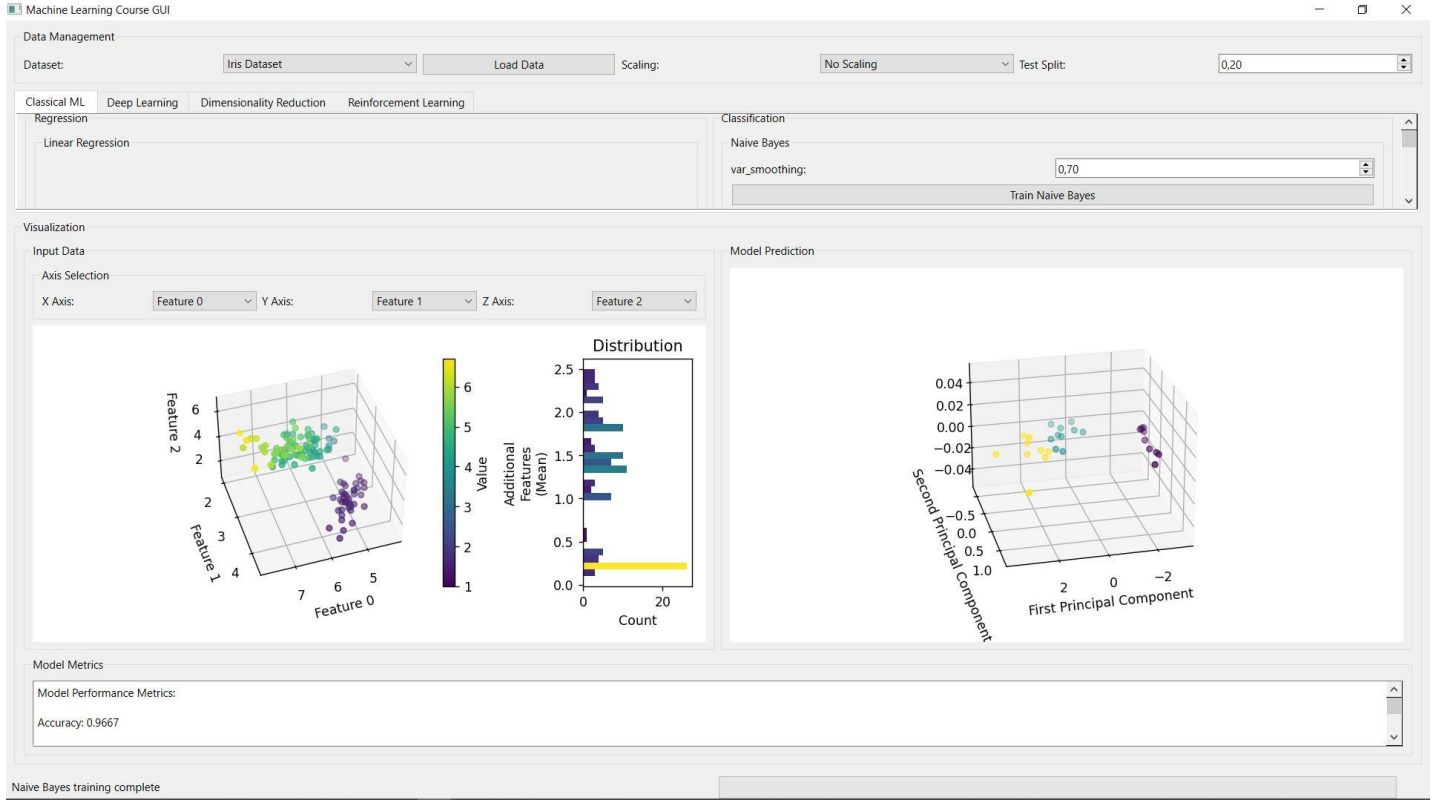 Machine Learning Course GUI
Data Management
Dataset: Iris Dataset Load Data Scaling: No Scaling Test Split: 0,20
Classical ML Deep Learning Dimensionality Reduction Reinforcement Learning
Regression
Linear Regression
Classification
Naive Bayes
var_smoothing: 0,70
Train Naive Bayes
Visualization
Input Data
Axis Selection
X Axis: Feature 0 Y Axis: Feature 1 Z Axis: Feature 2
Feature 2
6
4
2
2
3
4
Feature 1
7 6 5
Feature 0
6
5
4
3
2
1
Value
Distribution
Additional
Features
(Mean)
2.5
2.0
1.5
1.0
0.5
0.0
0 20
Count
Model Prediction
0.04
0.02
0.00
−0.02
−0.04
−0.5
0.0
0.5
1.0
Second Principal Component
2 0 −2
First Principal Component
Model Metrics
Model Performance Metrics:
Accuracy: 0.9667
Naive Bayes training complete